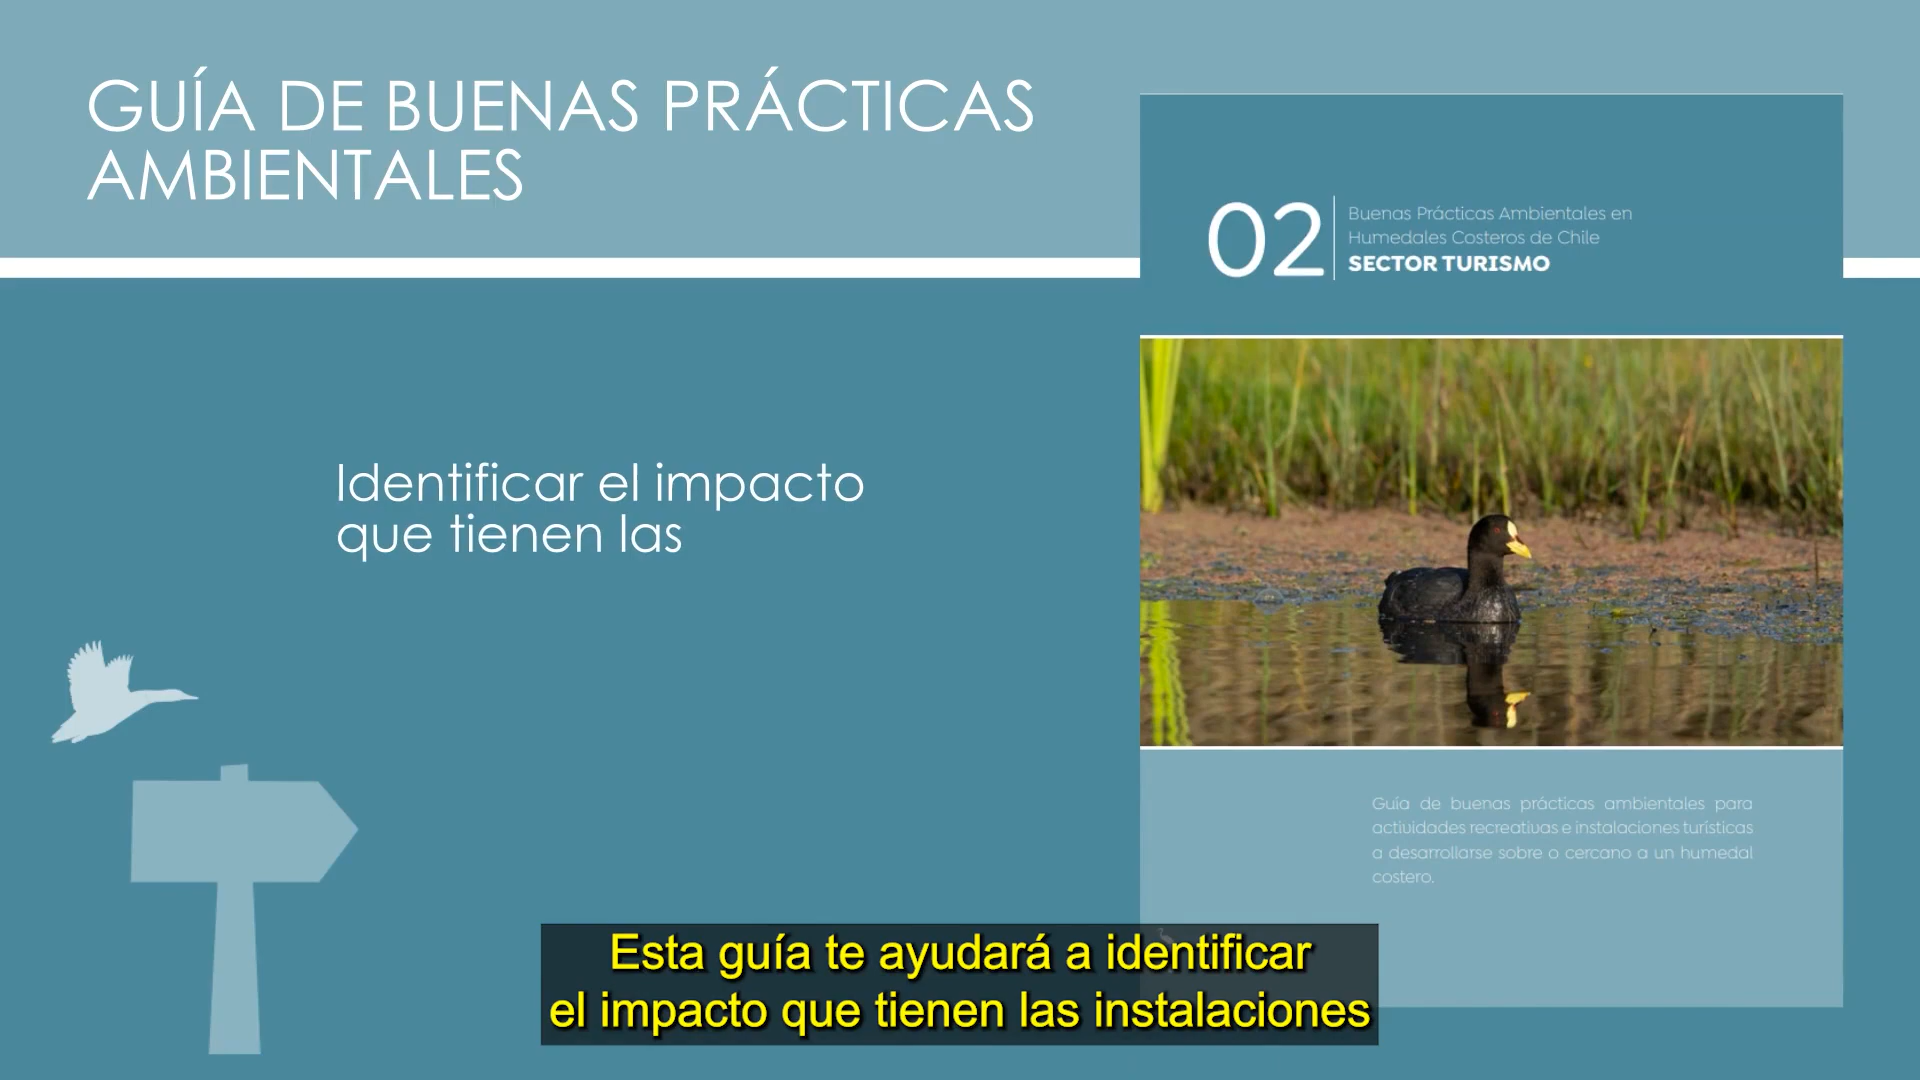 GUÍA DE BUENAS PRÁCTICAS
AMBIENTALES
02
Buenas Prácticas Ambientales en
Humedales Costeros de Chile
SECTOR TURISMO
Identificar el impacto
que tienen las
Guía de buenas prácticas ambientales para
actividades recreativas e instalaciones turísticas
a desarrollarse sobre o cercano a un humedal
costero.
Esta guía te ayudará a identificar
el impacto que tienen las instalaciones